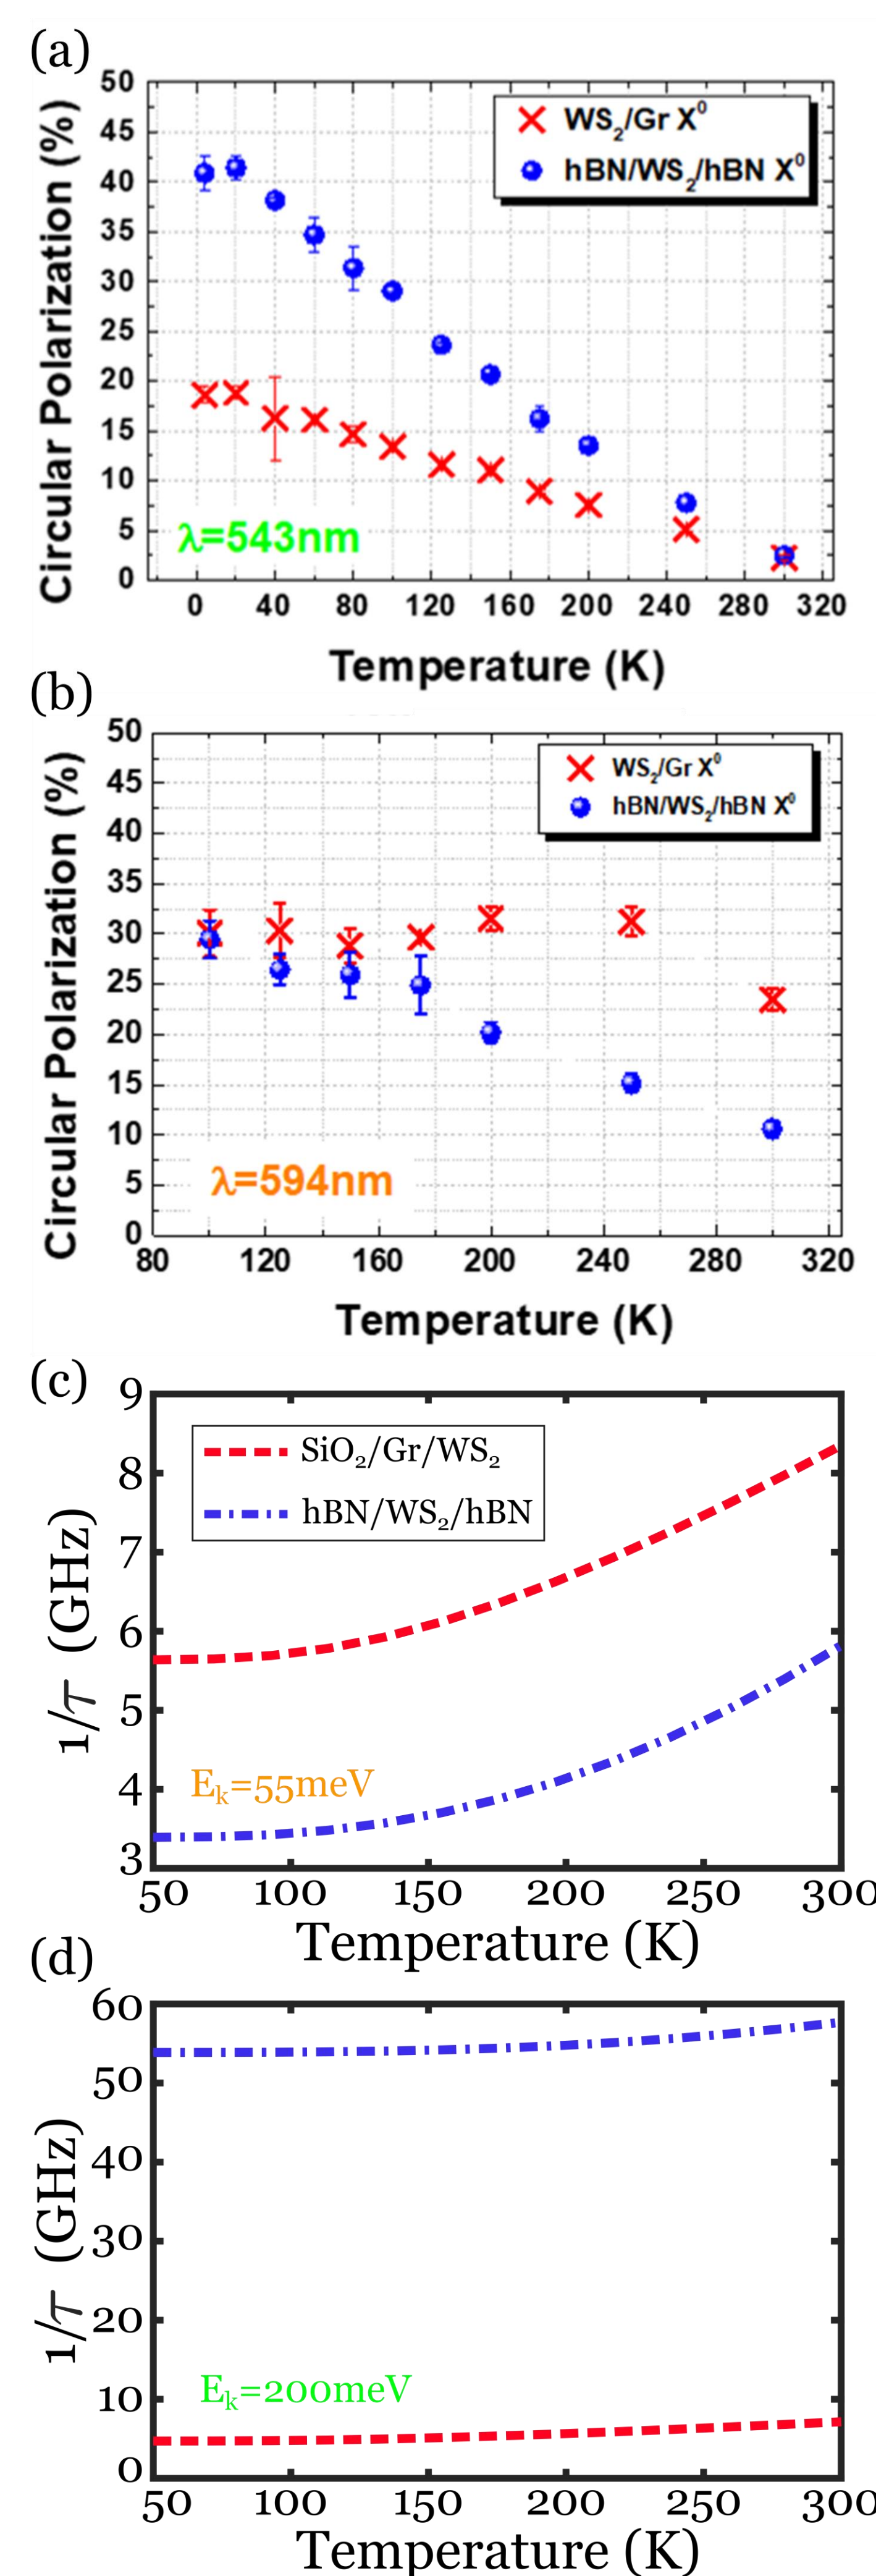 (a)
Circular Polarization (%)
50
45
40
35
30
25
20
15
10
5
0
WS₂/Gr X⁰
hBN/WS₂/hBN X⁰
λ=543nm
0 40 80 120 160 200 240 280 320
Temperature (K)
(b)
Circular Polarization (%)
50
45
40
35
30
25
20
15
10
5
0
WS₂/Gr X⁰
hBN/WS₂/hBN X⁰
λ=594nm
80 120 160 200 240 280 320
Temperature (K)
(c)
1/τ (GHz)
9
8
7
6
5
4
3
SiO₂/Gr/WS₂
hBN/WS₂/hBN
Eₖ=55meV
50 100 150 200 250 300
Temperature (K)
(d)
1/τ (GHz)
60
50
40
30
20
10
0
Eₖ=200meV
50 100 150 200 250 300
Temperature (K)